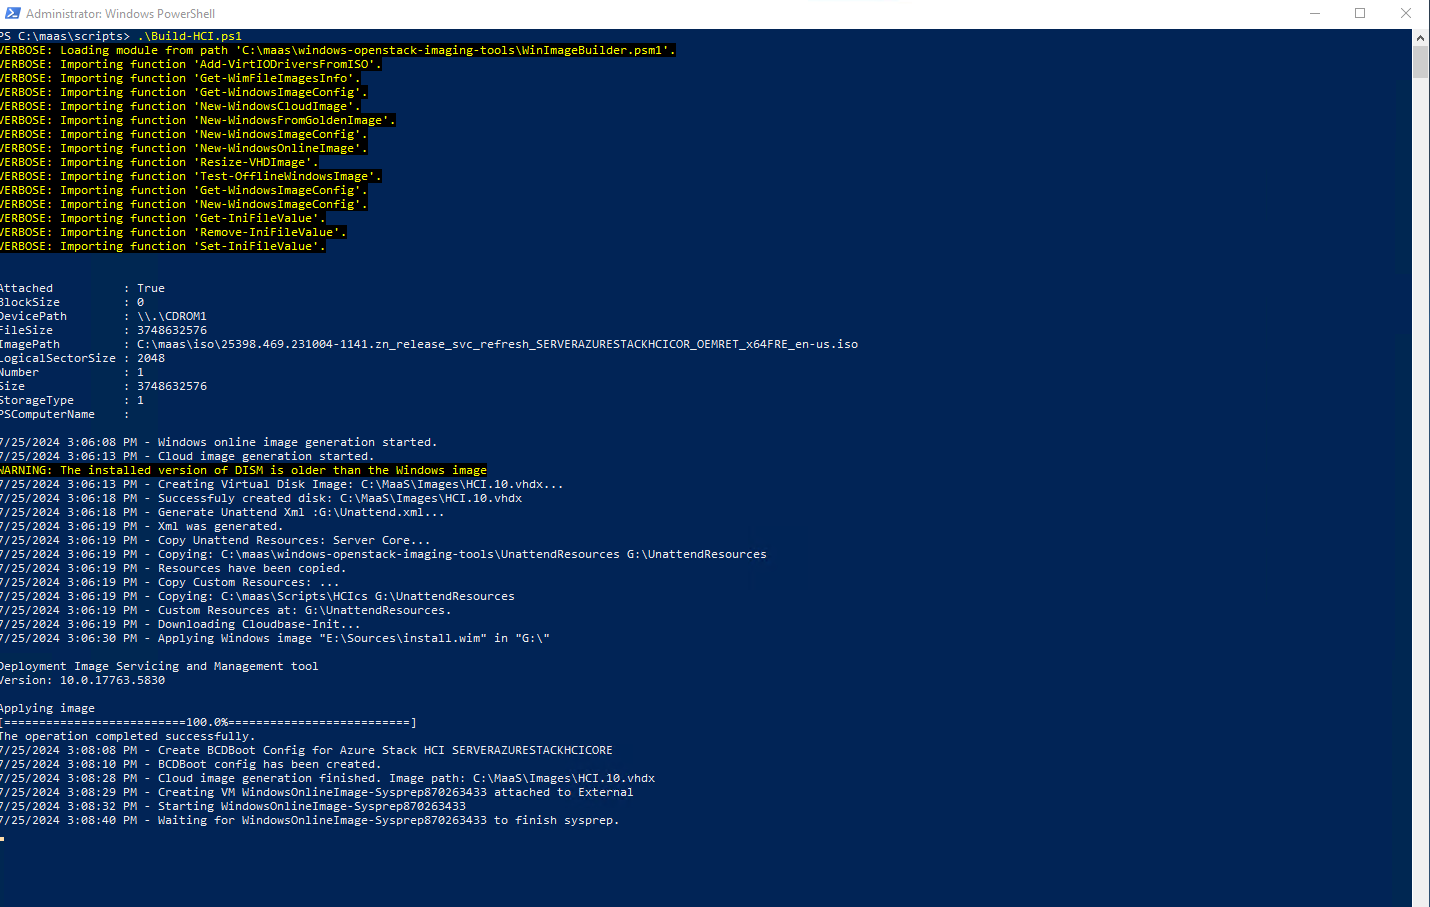 Administrator: Windows PowerShell
PS C:\maas\scripts> .\Build-HCI.ps1
VERBOSE: Loading module from path 'C:\maas\windows-openstack-imaging-tools\WinImageBuilder.psm1'.
VERBOSE: Importing function 'Add-VirtIODriversFromISO'.
VERBOSE: Importing function 'Get-WimFileImagesInfo'.
VERBOSE: Importing function 'Get-WindowsImageConfig'.
VERBOSE: Importing function 'New-WindowsCloudImage'.
VERBOSE: Importing function 'New-WindowsFromGoldenImage'.
VERBOSE: Importing function 'New-WindowsImageConfig'.
VERBOSE: Importing function 'New-WindowsOnlineImage'.
VERBOSE: Importing function 'Resize-VHDImage'.
VERBOSE: Importing function 'Test-OfflineWindowsImage'.
VERBOSE: Importing function 'Get-WindowsImageConfig'.
VERBOSE: Importing function 'New-WindowsImageConfig'.
VERBOSE: Importing function 'Get-IniFileValue'.
VERBOSE: Importing function 'Remove-IniFileValue'.
VERBOSE: Importing function 'Set-IniFileValue'.
Attached : True
BlockSize : 0
DevicePath : \\.\CDROM1
FileSize : 3748632576
ImagePath : C:\maas\iso\25398.469.231004-1141.zn_release_svc_refresh_SERVERAZURESTACKHCICOR_OEMRET_x64FRE_en-us.iso
LogicalSectorSize : 2048
Number : 1
Size : 3748632576
StorageType : 1
PSComputerName :
7/25/2024 3:06:08 PM - Windows online image generation started.
7/25/2024 3:06:13 PM - Cloud image generation started.
WARNING: The installed version of DISM is older than the Windows image
7/25/2024 3:06:13 PM - Creating Virtual Disk Image: C:\MaaS\Images\HCI.10.vhdx...
7/25/2024 3:06:18 PM - Successfuly created disk: C:\MaaS\Images\HCI.10.vhdx
7/25/2024 3:06:18 PM - Generate Unattend Xml :G:\Unattend.xml...
7/25/2024 3:06:19 PM - Xml was generated.
7/25/2024 3:06:19 PM - Copy Unattend Resources: Server Core...
7/25/2024 3:06:19 PM - Copying: C:\maas\windows-openstack-imaging-tools\UnattendResources G:\UnattendResources
7/25/2024 3:06:19 PM - Resources have been copied.
7/25/2024 3:06:19 PM - Copy Custom Resources: ...
7/25/2024 3:06:19 PM - Copying: C:\maas\Scripts\HCIcs G:\UnattendResources
7/25/2024 3:06:19 PM - Custom Resources at: G:\UnattendResources.
7/25/2024 3:06:19 PM - Downloading Cloudbase-Init...
7/25/2024 3:06:30 PM - Applying Windows image "E:\Sources\install.wim" in "G:\"
Deployment Image Servicing and Management tool
Version: 10.0.17763.5830
Applying image
[==========================100.0%==========================]
The operation completed successfully.
7/25/2024 3:08:08 PM - Create BCDBoot Config for Azure Stack HCI SERVERAZURESTACKHCICORE
7/25/2024 3:08:10 PM - BCDBoot config has been created.
7/25/2024 3:08:28 PM - Cloud image generation finished. Image path: C:\MaaS\Images\HCI.10.vhdx
7/25/2024 3:08:29 PM - Creating VM WindowsOnlineImage-Sysprep870263433 attached to External
7/25/2024 3:08:32 PM - Starting WindowsOnlineImage-Sysprep870263433
7/25/2024 3:08:40 PM - Waiting for WindowsOnlineImage-Sysprep870263433 to finish sysprep.